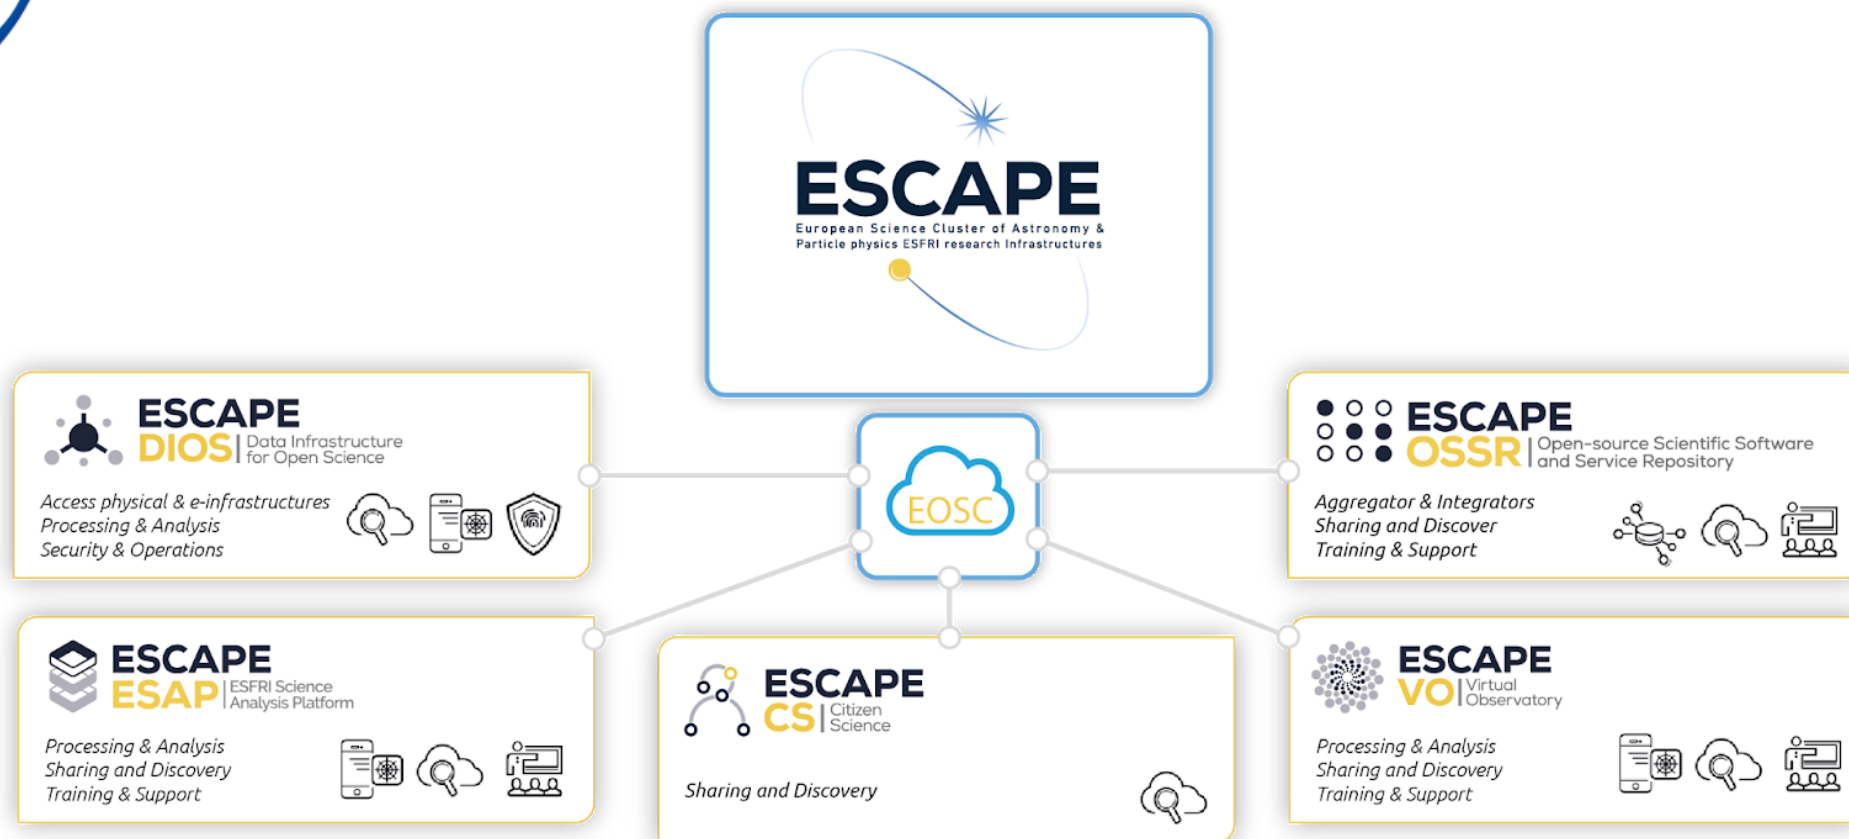 ESCAPE
European Science Cluster of Astronomy &
Particle physics ESFRI research Infrastructures
ESCAPE
DIOS
Data Infrastructure
for Open Science
Access physical & e-infrastructures
Processing & Analysis
Security & Operations
EOSC
ESCAPE
OSSR
Open-source Scientific Software
and Service Repository
Aggregator & Integrators
Sharing and Discover
Training & Support
ESCAPE
ESAP
ESFRI Science
Analysis Platform
Processing & Analysis
Sharing and Discovery
Training & Support
ESCAPE
CS
Citizen
Science
Sharing and Discovery
ESCAPE
VO
Virtual
Observatory
Processing & Analysis
Sharing and Discovery
Training & Support